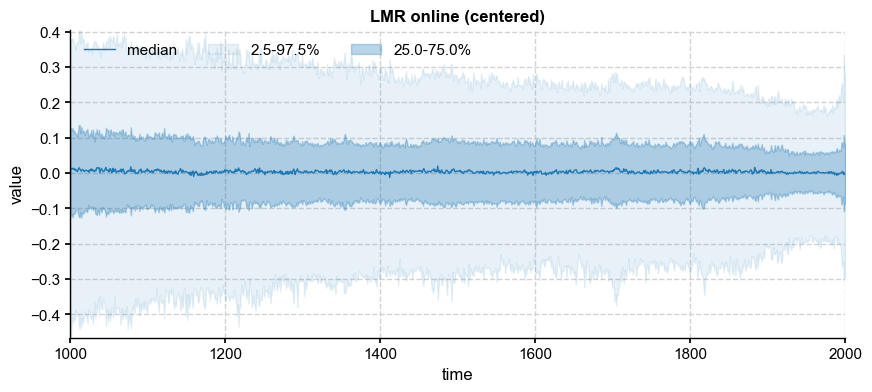 LMR online (centered)
median 2.5-97.5% 25.0-75.0%
0.4
0.3
0.2
0.1
0.0
−0.1
−0.2
−0.3
−0.4
value
1000 1200 1400 1600 1800 2000
time